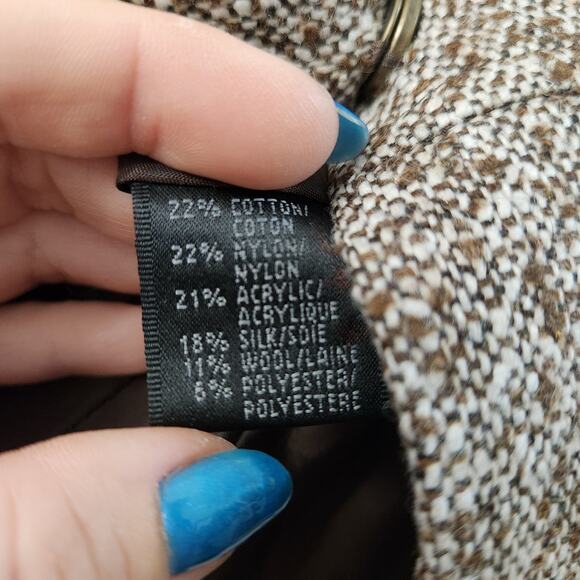 22% COTTON/
COTON
22% NYLON/
NYLON
21% ACRYLIC/
ACRYLIQUE
18% SILK/SOIE
11% WOOL/LAINE
6% POLYESTER/
POLYESTERE